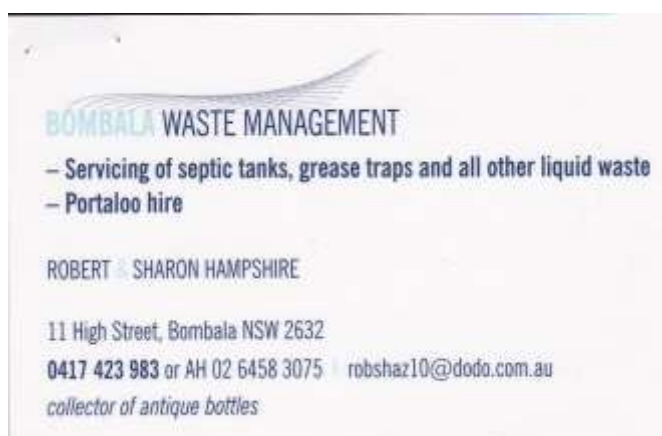 BOMBALA WASTE MANAGEMENT
– Servicing of septic tanks, grease traps and all other liquid waste
– Portaloo hire
ROBERT & SHARON HAMPSHIRE
11 High Street, Bombala NSW 2632
0417 423 983 or AH 02 6458 3075 | robshaz10@dodo.com.au
collector of antique bottles